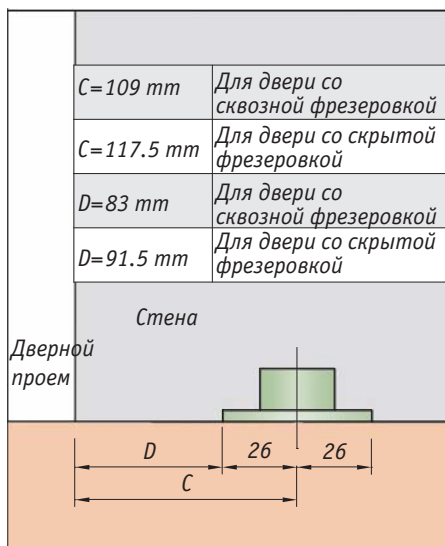 C=109 mm Для двери со
сквозной фрезеровкой
C=117.5 mm Для двери со скрытой
фрезеровкой
D=83 mm Для двери со
сквозной фрезеровкой
D=91.5 mm Для двери со скрытой
фрезеровкой
Стена
Дверной
проем
D 26 26
C